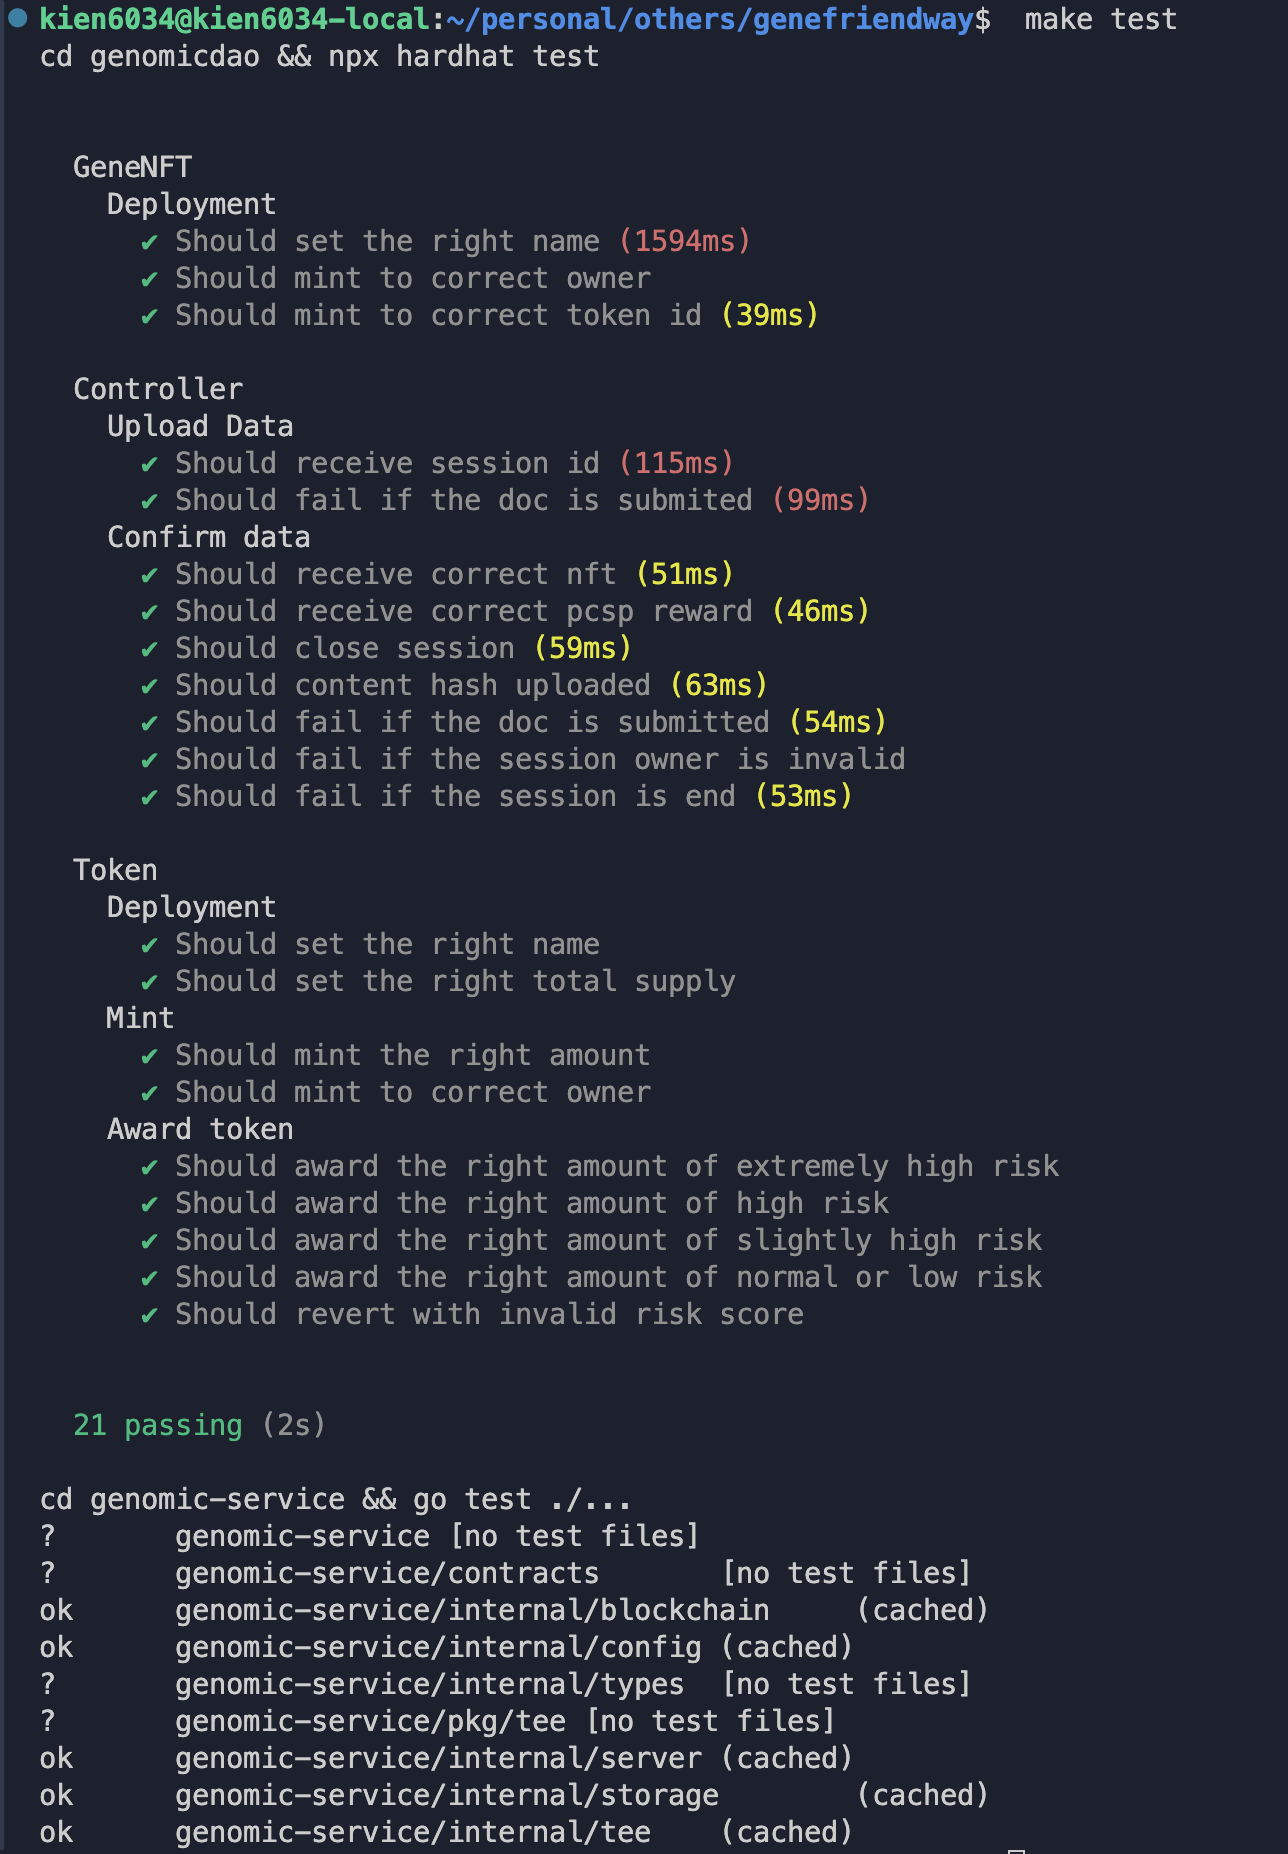 kien6034@kien6034-local:~/personal/others/genefriendway$  make test
cd genomicdao && npx hardhat test
GeneNFT
Deployment
✔ Should set the right name (1594ms)
✔ Should mint to correct owner
✔ Should mint to correct token id (39ms)
Controller
Upload Data
✔ Should receive session id (115ms)
✔ Should fail if the doc is submited (99ms)
Confirm data
✔ Should receive correct nft (51ms)
✔ Should receive correct pcsp reward (46ms)
✔ Should close session (59ms)
✔ Should content hash uploaded (63ms)
✔ Should fail if the doc is submitted (54ms)
✔ Should fail if the session owner is invalid
✔ Should fail if the session is end (53ms)
Token
Deployment
✔ Should set the right name
✔ Should set the right total supply
Mint
✔ Should mint the right amount
✔ Should mint to correct owner
Award token
✔ Should award the right amount of extremely high risk
✔ Should award the right amount of high risk
✔ Should award the right amount of slightly high risk
✔ Should award the right amount of normal or low risk
✔ Should revert with invalid risk score
21 passing (2s)
cd genomic-service && go test ./...
?       genomic-service [no test files]
?       genomic-service/contracts       [no test files]
ok      genomic-service/internal/blockchain     (cached)
ok      genomic-service/internal/config (cached)
?       genomic-service/internal/types  [no test files]
?       genomic-service/pkg/tee [no test files]
ok      genomic-service/internal/server (cached)
ok      genomic-service/internal/storage        (cached)
ok      genomic-service/internal/tee    (cached)